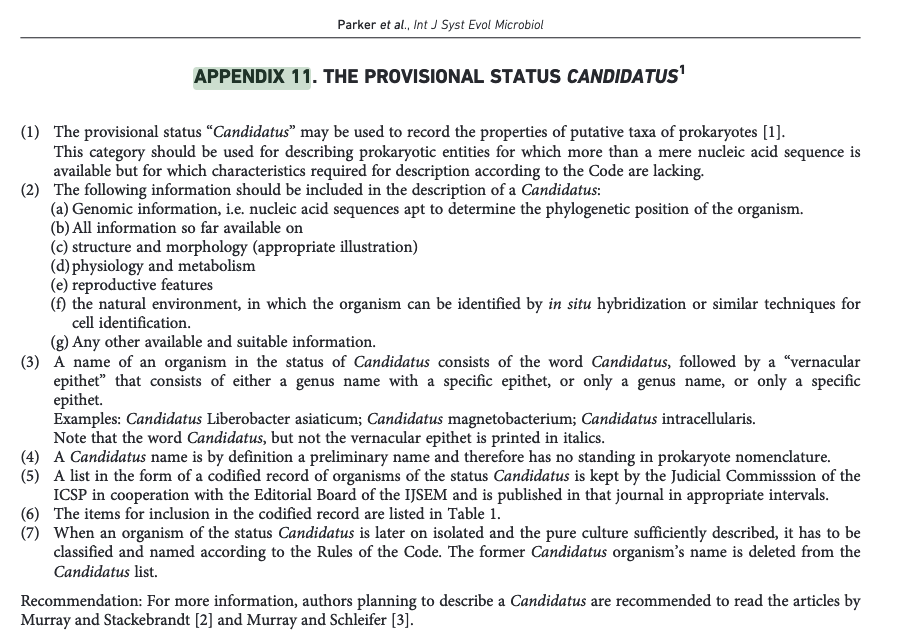 Parker et al., Int J Syst Evol Microbiol
APPENDIX 11. THE PROVISIONAL STATUS CANDIDATUS1
(1) The provisional status “Candidatus” may be used to record the properties of putative taxa of prokaryotes [1].
This category should be used for describing prokaryotic entities for which more than a mere nucleic acid sequence is
available but for which characteristics required for description according to the Code are lacking.
(2) The following information should be included in the description of a Candidatus:
(a) Genomic information, i.e. nucleic acid sequences apt to determine the phylogenetic position of the organism.
(b) All information so far available on
(c) structure and morphology (appropriate illustration)
(d) physiology and metabolism
(e) reproductive features
(f) the natural environment, in which the organism can be identified by in situ hybridization or similar techniques for
cell identification.
(g) Any other available and suitable information.
(3) A name of an organism in the status of Candidatus consists of the word Candidatus, followed by a “vernacular
epithet” that consists of either a genus name with a specific epithet, or only a genus name, or only a specific
epithet.
Examples: Candidatus Liberobacter asiaticum; Candidatus magnetobacterium; Candidatus intracellularis.
Note that the word Candidatus, but not the vernacular epithet is printed in italics.
(4) A Candidatus name is by definition a preliminary name and therefore has no standing in prokaryote nomenclature.
(5) A list in the form of a codified record of organisms of the status Candidatus is kept by the Judicial Commisssion of the
ICSP in cooperation with the Editorial Board of the IJSEM and is published in that journal in appropriate intervals.
(6) The items for inclusion in the codified record are listed in Table 1.
(7) When an organism of the status Candidatus is later on isolated and the pure culture sufficiently described, it has to be
classified and named according to the Rules of the Code. The former Candidatus organism’s name is deleted from the
Candidatus list.
Recommendation: For more information, authors planning to describe a Candidatus are recommended to read the articles by
Murray and Stackebrandt [2] and Murray and Schleifer [3].